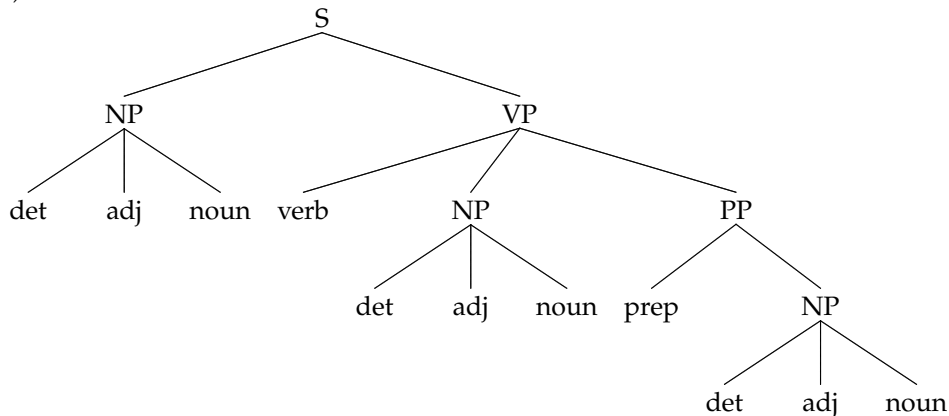 S
NP VP
det adj noun verb NP PP
det adj noun prep NP
det adj noun